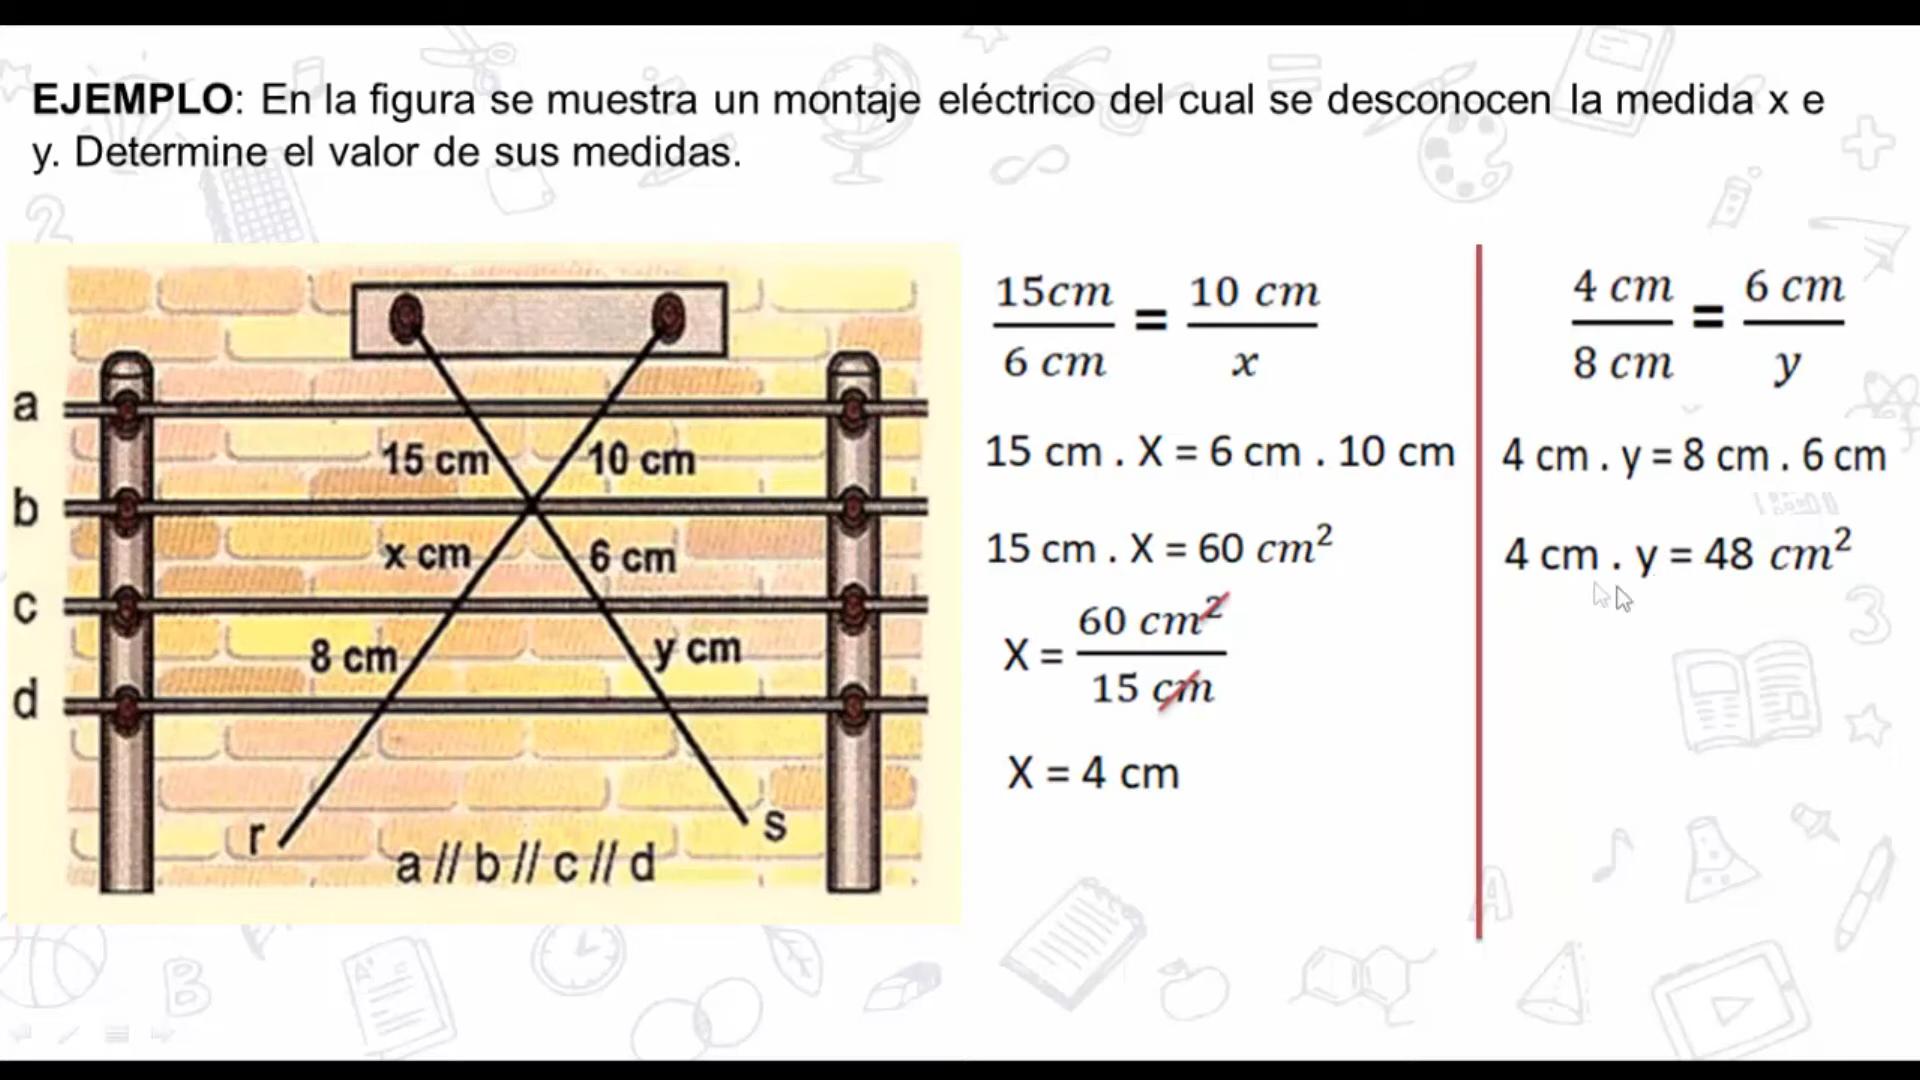 EJEMPLO: En la figura se muestra un montaje eléctrico del cual se desconocen la medida x e
y. Determine el valor de sus medidas.
a
b
c
d
15 cm
10 cm
x cm
6 cm
8 cm
y cm
r
s
a // b // c // d
15cm / 6 cm = 10 cm / x
15 cm . X = 6 cm . 10 cm
15 cm . X = 60 cm²
X = 60 cm² / 15 cm
X = 4 cm
4 cm / 8 cm = 6 cm / y
4 cm . y = 8 cm . 6 cm
4 cm . y = 48 cm²